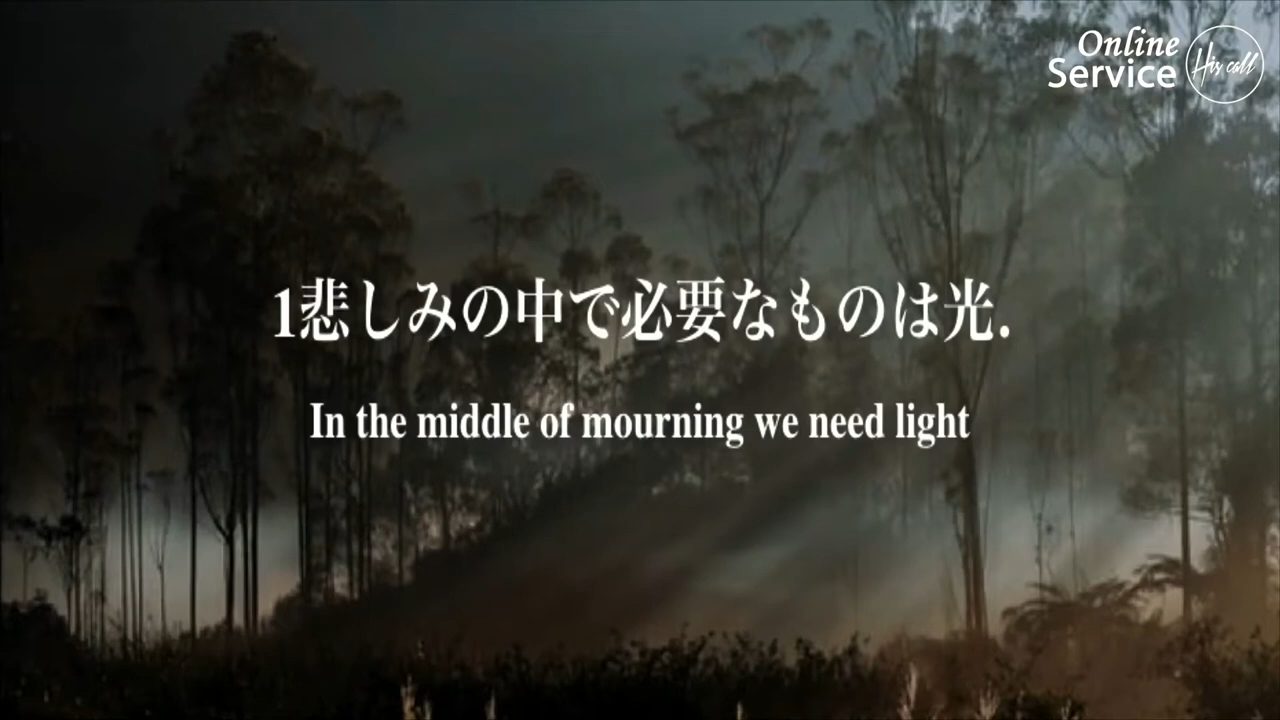 Online
Service
His call
1悲しみの中で必要なものは光.
In the middle of mourning we need light